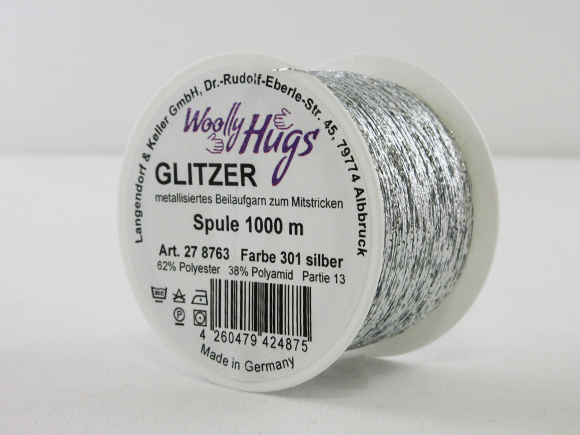 Langendorf & Keller GmbH, Dr.-Rudolf-Eberle-Str. 45, 79774 Albbruck
Woolly Hugs
GLITZER
metallisiertes Beilaufgarn zum Mitstricken
Spule 1000 m
Art. 27 8763 Farbe 301 silber
62% Polyester 38% Polyamid Partie 13
4 260479 424875
Made in Germany